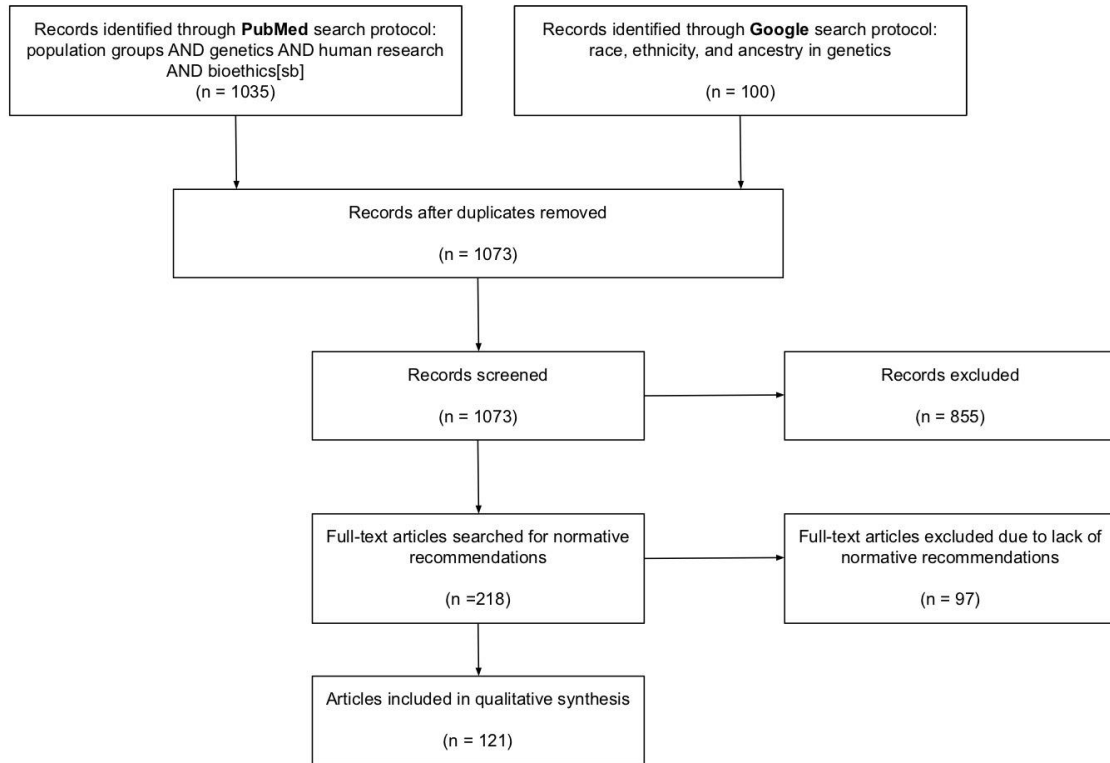 Records identified through PubMed search protocol:
population groups AND genetics AND human research
AND bioethics[sb]
(n = 1035)
Records identified through Google search protocol:
race, ethnicity, and ancestry in genetics
(n = 100)
Records after duplicates removed
(n = 1073)
Records screened
(n = 1073)
Records excluded
(n = 855)
Full-text articles searched for normative
recommendations
(n =218)
Full-text articles excluded due to lack of
normative recommendations
(n = 97)
Articles included in qualitative synthesis
(n = 121)